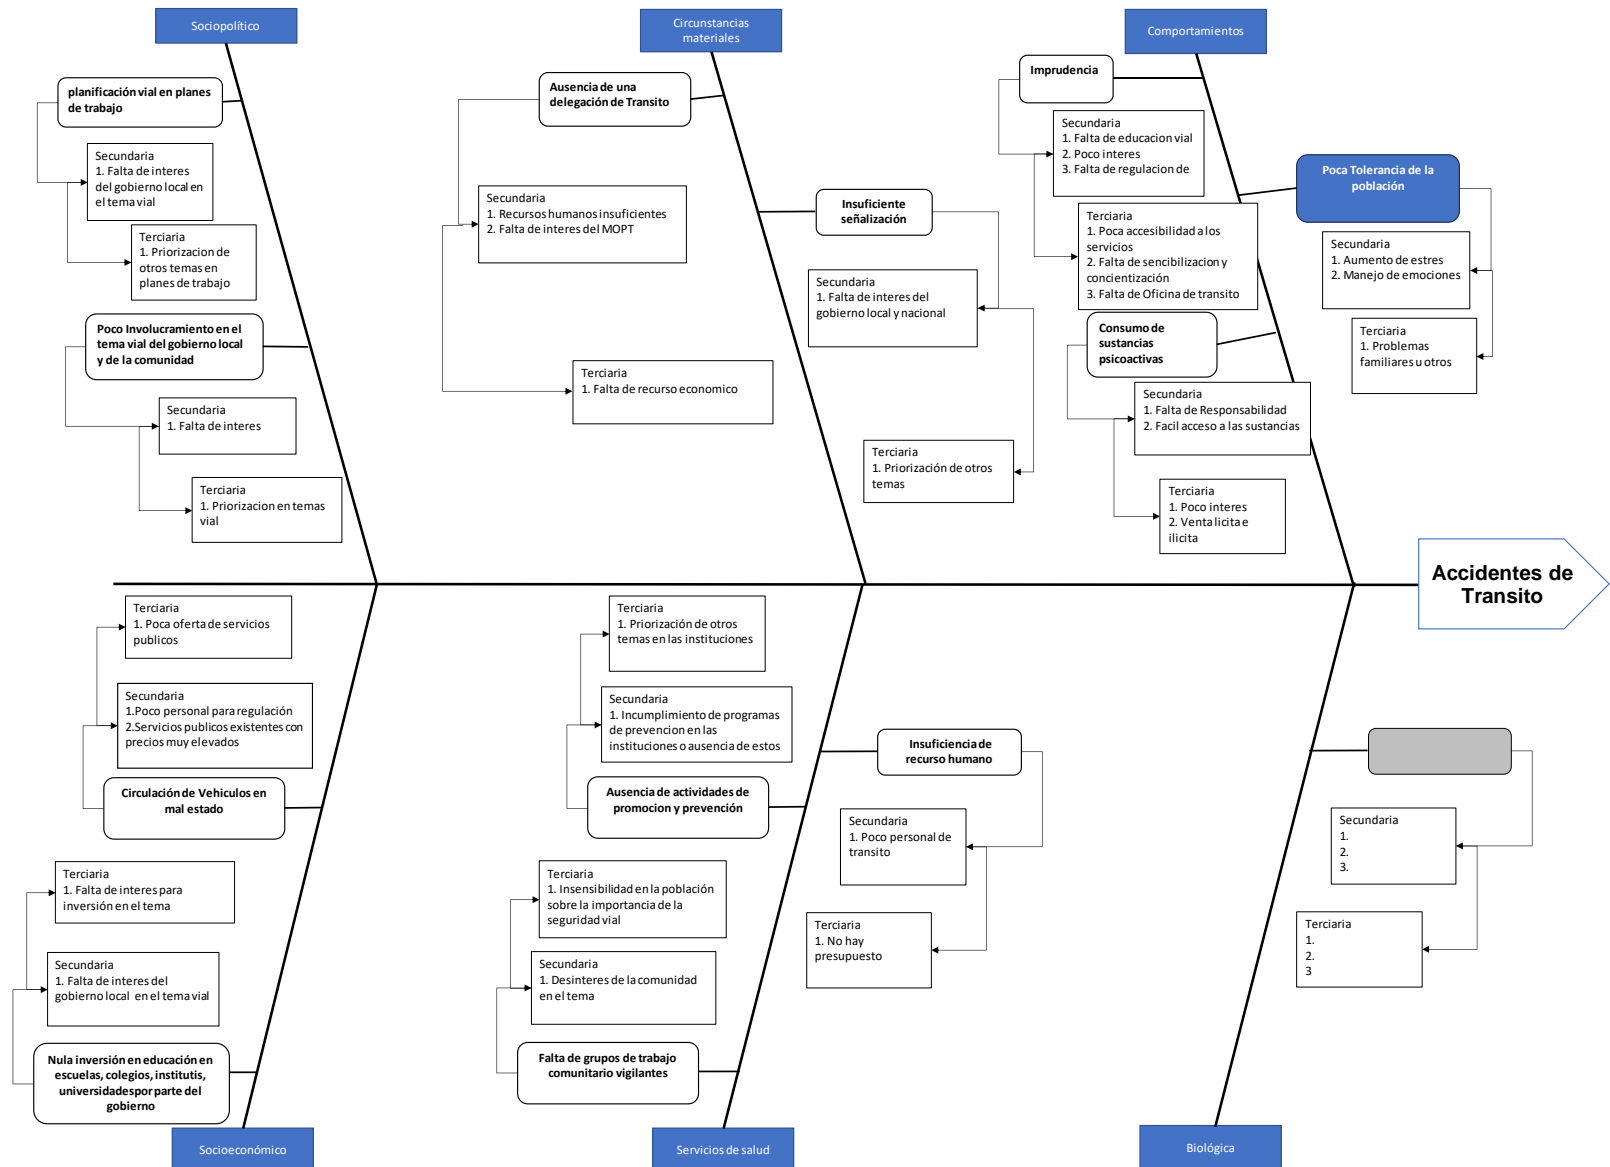 Sociopolítico
Circunstancias
materiales
Comportamientos
planificación vial en planes
de trabajo
Secundaria
1. Falta de interes
del gobierno local en
el tema vial
Terciaria
1. Priorizacion de
otros temas en
planes de trabajo
Poco Involucramiento en el
tema vial del gobierno local
y de la comunidad
Secundaria
1. Falta de interes
Terciaria
1. Priorizacion en temas
vial
Ausencia de una
delegación de Transito
Secundaria
1. Recursos humanos insuficientes
2. Falta de interes del MOPT
Terciaria
1. Falta de recurso economico
Insuficiente
señalización
Secundaria
1. Falta de interes del
gobierno local y nacional
Terciaria
1. Priorización de otros
temas
Imprudencia
Secundaria
1. Falta de educacion vial
2. Poco interes
3. Falta de regulacion de
Terciaria
1. Poca accesibilidad a los
servicios
2. Falta de sencibilizacion y
concientización
3. Falta de Oficina de transito
Poca Tolerancia de la
población
Secundaria
1. Aumento de estres
2. Manejo de emociones
Terciaria
1. Problemas
familiares u otros
Consumo de
sustancias
psicoactivas
Secundaria
1. Falta de Responsabilidad
2. Facil acceso a las sustancias
Terciaria
1. Poco interes
2. Venta licita e
ilicita
Accidentes de
Transito
Terciaria
1. Poca oferta de servicios
publicos
Secundaria
1.Poco personal para regulación
2.Servicios publicos existentes con
precios muy elevados
Circulación de Vehiculos en
mal estado
Terciaria
1. Falta de interes para
inversión en el tema
Secundaria
1. Falta de interes del
gobierno local en el tema vial
Nula inversión en educación en
escuelas, colegios, institutis,
universidadespor parte del
gobierno
Terciaria
1. Priorización de otros
temas en las instituciones
Secundaria
1. Incumplimiento de programas
de prevencion en las
instituciones o ausencia de estos
Ausencia de actividades de
promocion y prevención
Terciaria
1. Insensibilidad en la población
sobre la importancia de la
seguridad vial
Secundaria
1. Desinteres de la comunidad
en el tema
Falta de grupos de trabajo
comunitario vigilantes
Insuficiencia de
recurso humano
Secundaria
1. Poco personal de
transito
Terciaria
1. No hay
presupuesto
Secundaria
1.
2.
3.
Terciaria
1.
2.
3
Socioeconómico
Servicios de salud
Biológica